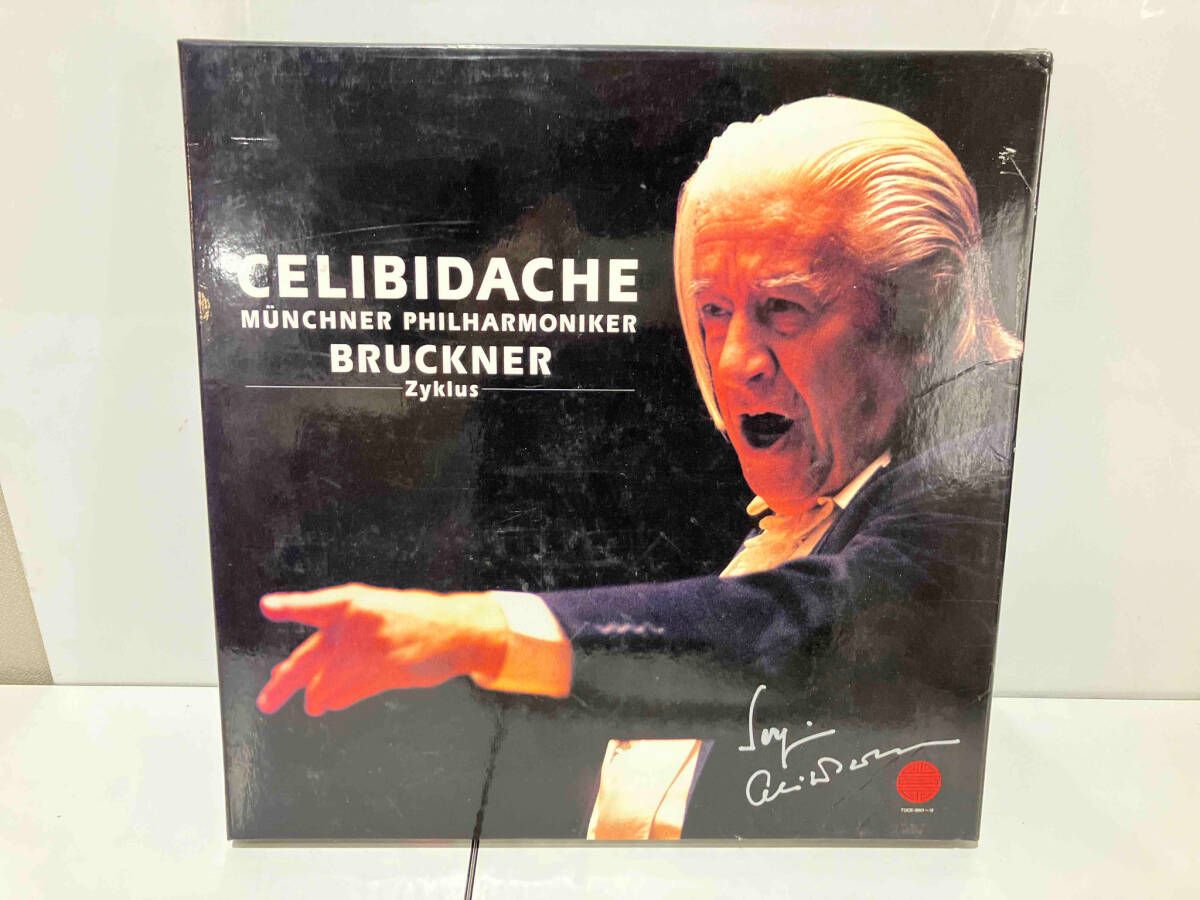 CELIBIDACHE
MÜNCHNER PHILHARMONIKER
BRUCKNER
Zyklus